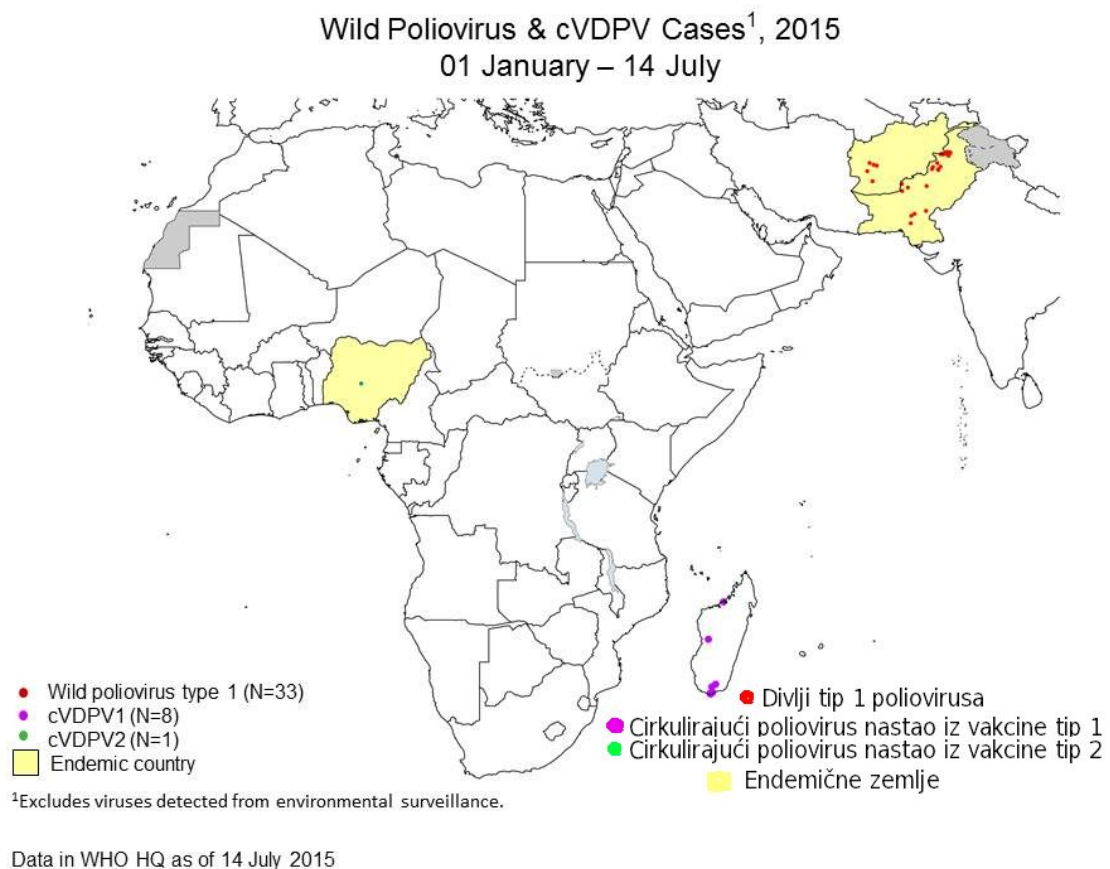 Wild Poliovirus & cVDPV Cases¹, 2015
01 January – 14 July
Wild poliovirus type 1 (N=33)
cVDPV1 (N=8)
cVDPV2 (N=1)
Endemic country
Divlji tip 1 poliovirusa
Cirkulirajući poliovirus nastao iz vakcine tip 1
Cirkulirajući poliovirus nastao iz vakcine tip 2
Endemične zemlje
¹Excludes viruses detected from environmental surveillance.
Data in WHO HQ as of 14 July 2015